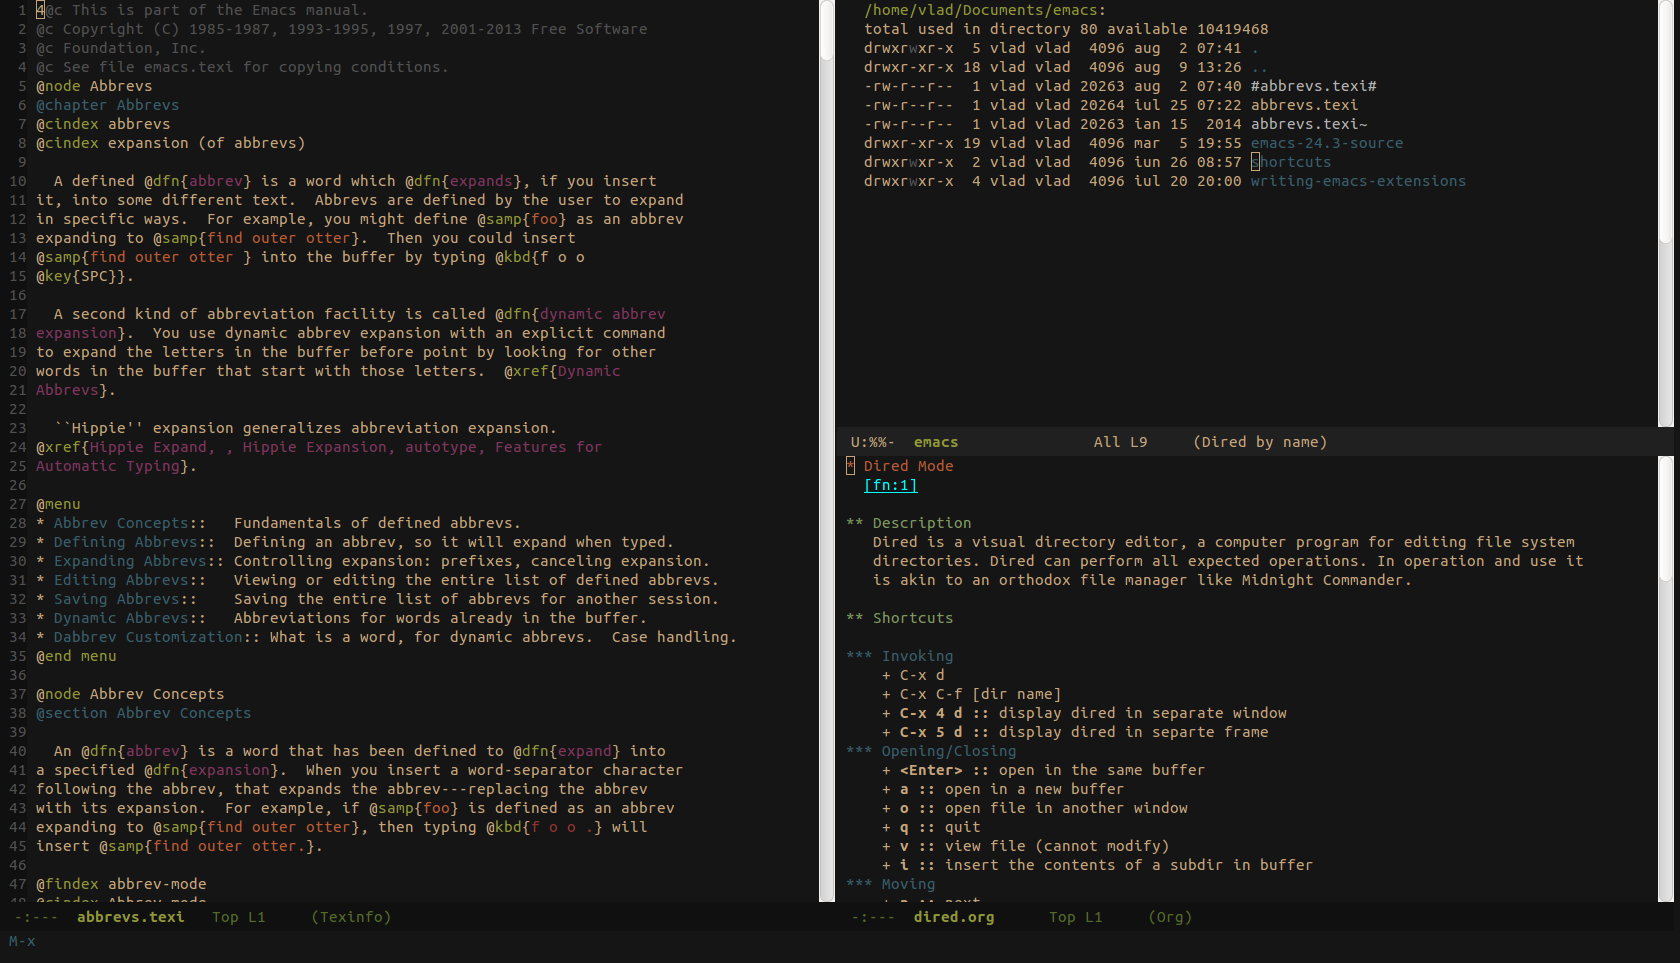 1 4@c This is part of the Emacs manual.
2 @c Copyright (C) 1985-1987, 1993-1995, 1997, 2001-2013 Free Software
3 @c Foundation, Inc.
4 @c See file emacs.texi for copying conditions.
5 @node Abbrevs
6 @chapter Abbrevs
7 @cindex abbrevs
8 @cindex expansion (of abbrevs)
9
10   A defined @dfn{abbrev} is a word which @dfn{expands}, if you insert
11 it, into some different text.  Abbrevs are defined by the user to expand
12 in specific ways.  For example, you might define @samp{foo} as an abbrev
13 expanding to @samp{find outer otter}.  Then you could insert
14 @samp{find outer otter } into the buffer by typing @kbd{f o o
15 @key{SPC}}.
16
17   A second kind of abbreviation facility is called @dfn{dynamic abbrev
18 expansion}.  You use dynamic abbrev expansion with an explicit command
19 to expand the letters in the buffer before point by looking for other
20 words in the buffer that start with those letters.  @xref{Dynamic
21 Abbrevs}.
22
23   ``Hippie'' expansion generalizes abbreviation expansion.
24 @xref{Hippie Expand, , Hippie Expansion, autotype, Features for
25 Automatic Typing}.
26
27 @menu
28 * Abbrev Concepts::   Fundamentals of defined abbrevs.
29 * Defining Abbrevs::  Defining an abbrev, so it will expand when typed.
30 * Expanding Abbrevs:: Controlling expansion: prefixes, canceling expansion.
31 * Editing Abbrevs::   Viewing or editing the entire list of defined abbrevs.
32 * Saving Abbrevs::    Saving the entire list of abbrevs for another session.
33 * Dynamic Abbrevs::   Abbreviations for words already in the buffer.
34 * Dabbrev Customization:: What is a word, for dynamic abbrevs.  Case handling.
35 @end menu
36
37 @node Abbrev Concepts
38 @section Abbrev Concepts
39
40   An @dfn{abbrev} is a word that has been defined to @dfn{expand} into
41 a specified @dfn{expansion}.  When you insert a word-separator character
42 following the abbrev, that expands the abbrev---replacing the abbrev
43 with its expansion.  For example, if @samp{foo} is defined as an abbrev
44 expanding to @samp{find outer otter}, then typing @kbd{f o o .} will
45 insert @samp{find outer otter.}.
46
47 @findex abbrev-mode
48 @cindex Abbrev mode
-:---  abbrevs.texi   Top L1     (Texinfo)
M-x
/home/vlad/Documents/emacs:
total used in directory 80 available 10419468
drwxrwxr-x  5 vlad vlad  4096 aug  2 07:41 .
drwxr-xr-x 18 vlad vlad  4096 aug  9 13:26 ..
-rw-r--r--  1 vlad vlad 20263 aug  2 07:40 #abbrevs.texi#
-rw-r--r--  1 vlad vlad 20264 iul 25 07:22 abbrevs.texi
-rw-r--r--  1 vlad vlad 20263 ian 15  2014 abbrevs.texi~
drwxr-xr-x 19 vlad vlad  4096 mar  5 19:55 emacs-24.3-source
drwxrwxr-x  2 vlad vlad  4096 iun 26 08:57 shortcuts
drwxrwxr-x  4 vlad vlad  4096 iul 20 20:00 writing-emacs-extensions
U:%%-  emacs               All L9     (Dired by name)
* Dired Mode
[fn:1]
** Description
Dired is a visual directory editor, a computer program for editing file system
directories. Dired can perform all expected operations. In operation and use it
is akin to an orthodox file manager like Midnight Commander.
** Shortcuts
*** Invoking
+ C-x d
+ C-x C-f [dir name]
+ C-x 4 d :: display dired in separate window
+ C-x 5 d :: display dired in separte frame
*** Opening/Closing
+ <Enter> :: open in the same buffer
+ a :: open in a new buffer
+ o :: open file in another window
+ q :: quit
+ v :: view file (cannot modify)
+ i :: insert the contents of a subdir in buffer
*** Moving
+ n :: next
-:---  dired.org      Top L1     (Org)